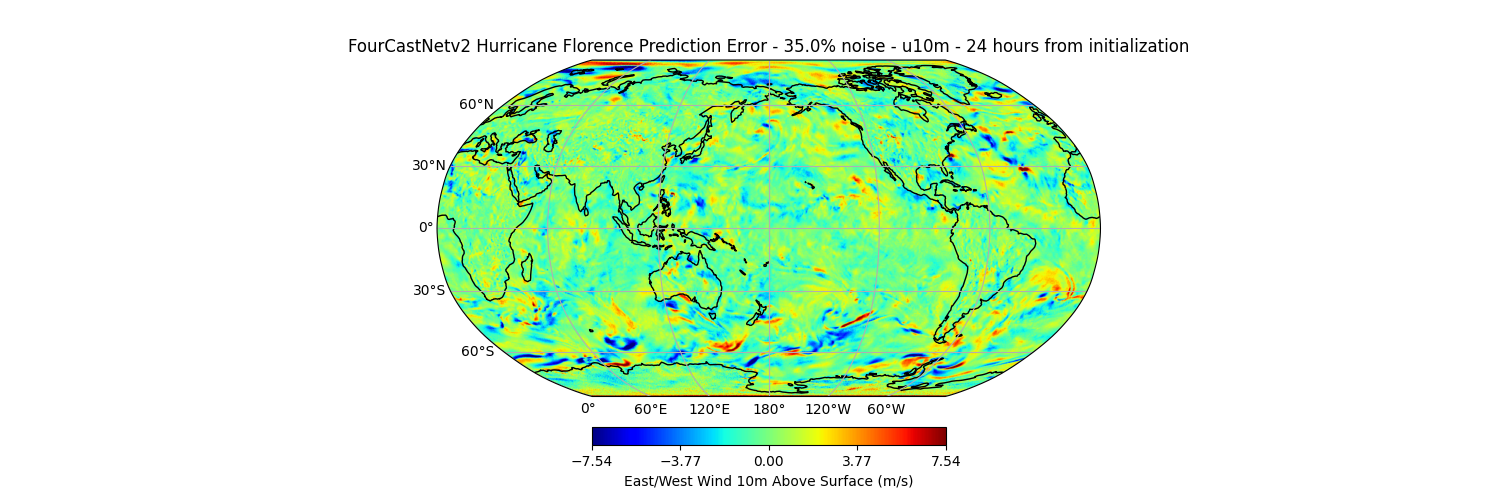 FourCastNetv2 Hurricane Florence Prediction Error - 35.0% noise - u10m - 24 hours from initialization
60°N
30°N
0°
30°S
60°S
0° 60°E 120°E 180° 120°W 60°W
−7.54 −3.77 0.00 3.77 7.54
East/West Wind 10m Above Surface (m/s)